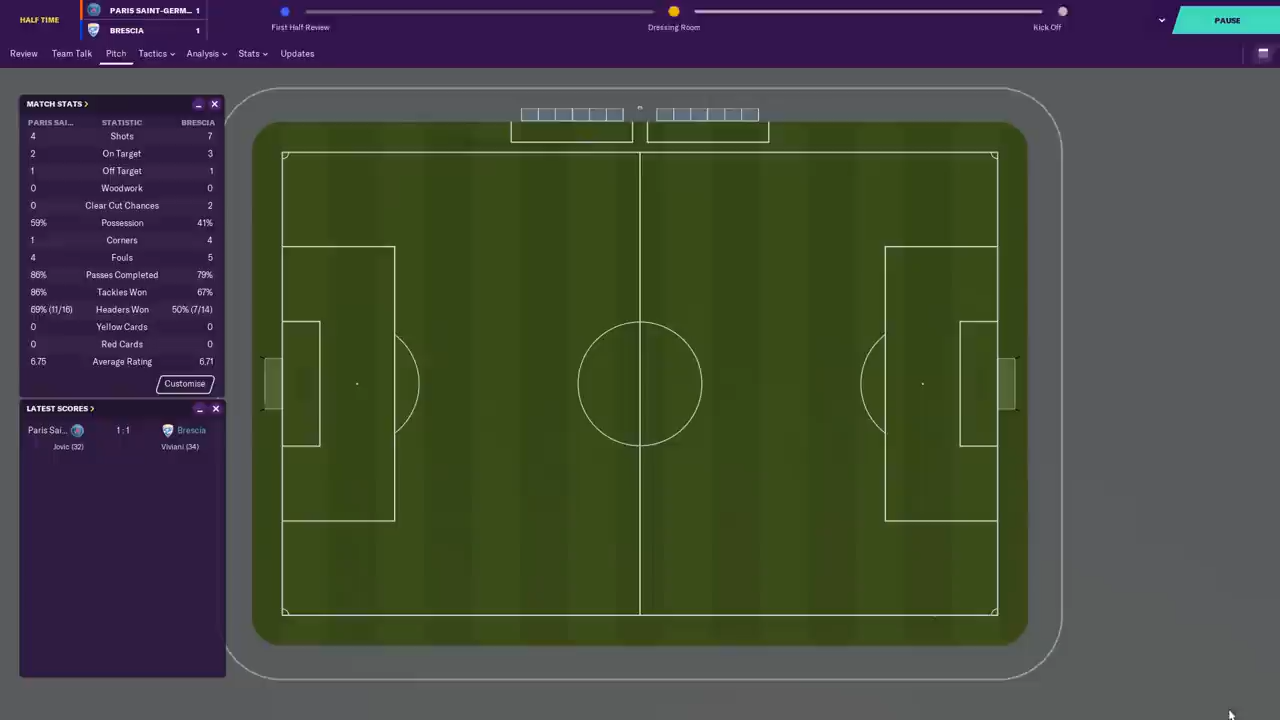 HALF TIME
PARIS SAINT-GERM... 1
BRESCIA 1
First Half Review
Dressing Room
Kick Off
PAUSE
Review Team Talk Pitch Tactics Analysis Stats Updates
MATCH STATS >
PARIS SAI... STATISTIC BRESCIA
4 Shots 7
2 On Target 3
1 Off Target 1
0 Woodwork 0
0 Clear Cut Chances 2
59% Possession 41%
1 Corners 4
4 Fouls 5
86% Passes Completed 79%
86% Tackles Won 67%
69% (11/16) Headers Won 50% (7/14)
0 Yellow Cards 0
0 Red Cards 0
6.75 Average Rating 6.71
Customise
LATEST SCORES >
Paris Sai... 1 : 1 Brescia
Jovic (32) Viviani (34)